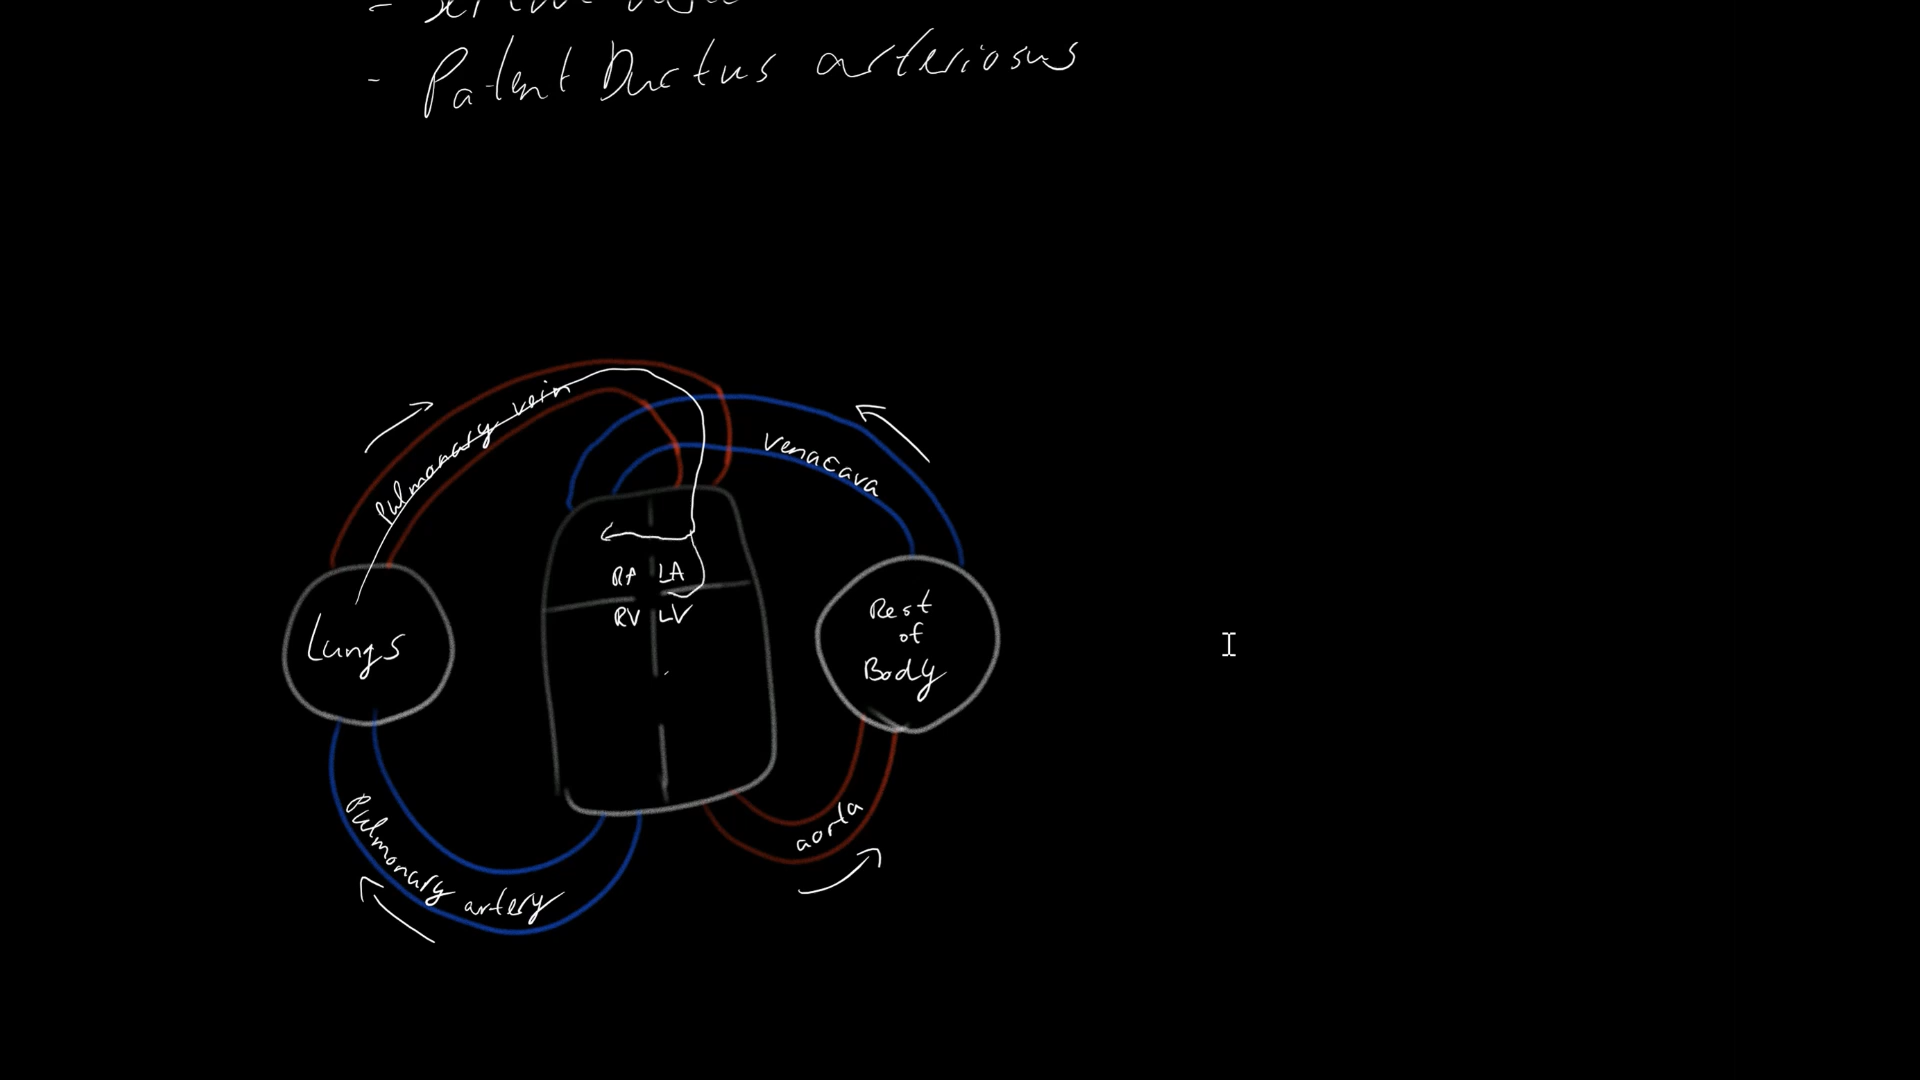 - Patent Ductus arteriosus
Pulmonary vein
venacava
RA LA
RV LV
Lungs
Rest
of
Body
Pulmonary artery
aorta